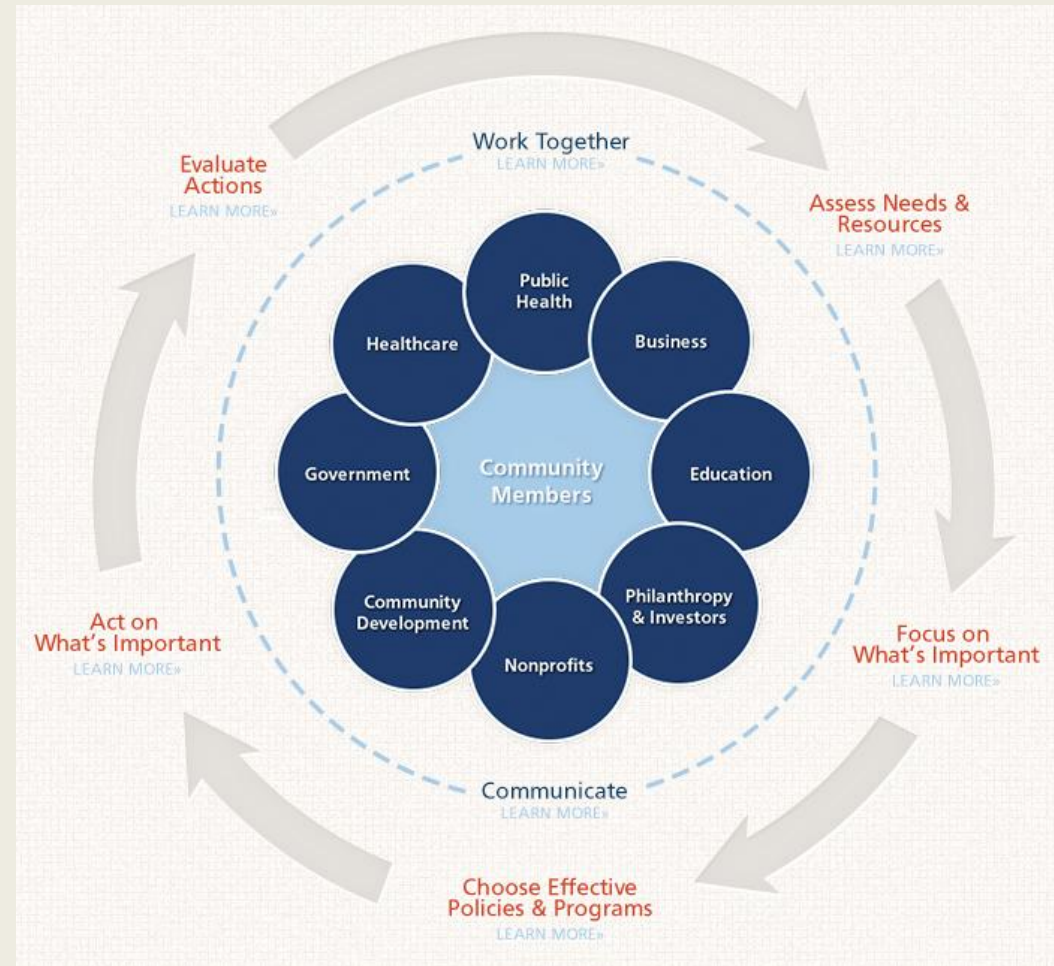 Work Together
LEARN MORE»
Evaluate
Actions
LEARN MORE»
Assess Needs &
Resources
LEARN MORE»
Public
Health
Healthcare
Business
Government
Community
Members
Education
Community
Development
Philanthropy
& Investors
Nonprofits
Act on
What's Important
LEARN MORE»
Focus on
What's Important
LEARN MORE»
Communicate
LEARN MORE»
Choose Effective
Policies & Programs
LEARN MORE»